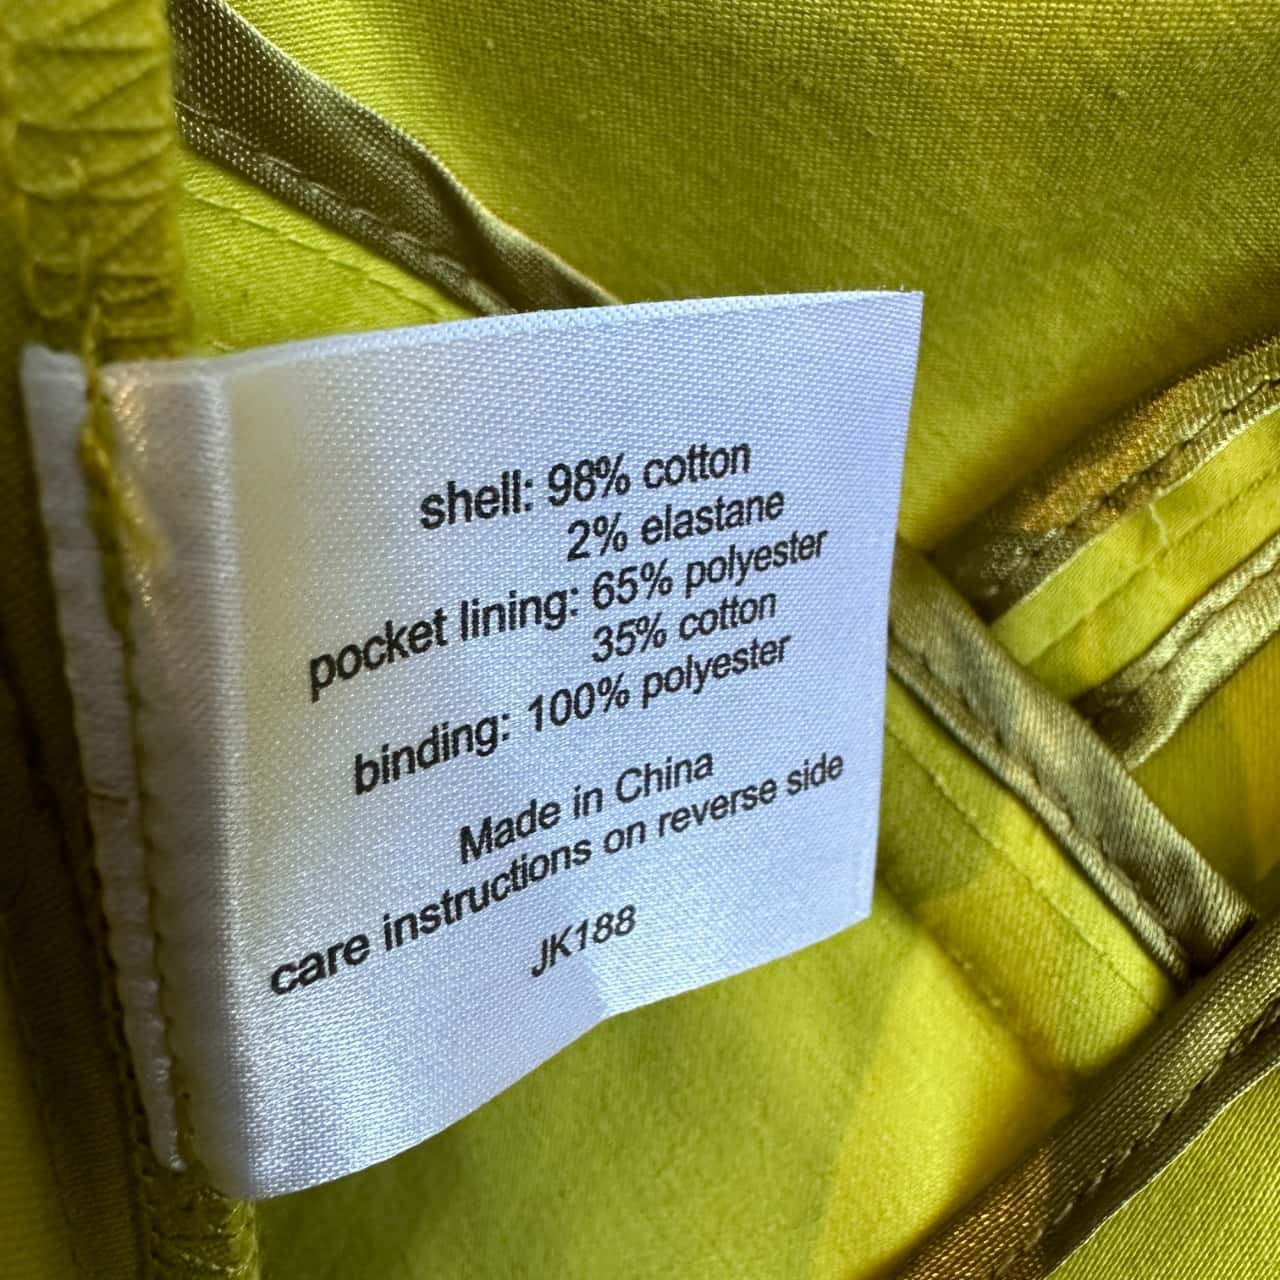 shell: 98% cotton
2% elastane
pocket lining: 65% polyester
35% cotton
binding: 100% polyester
Made in China
care instructions on reverse side
JK188